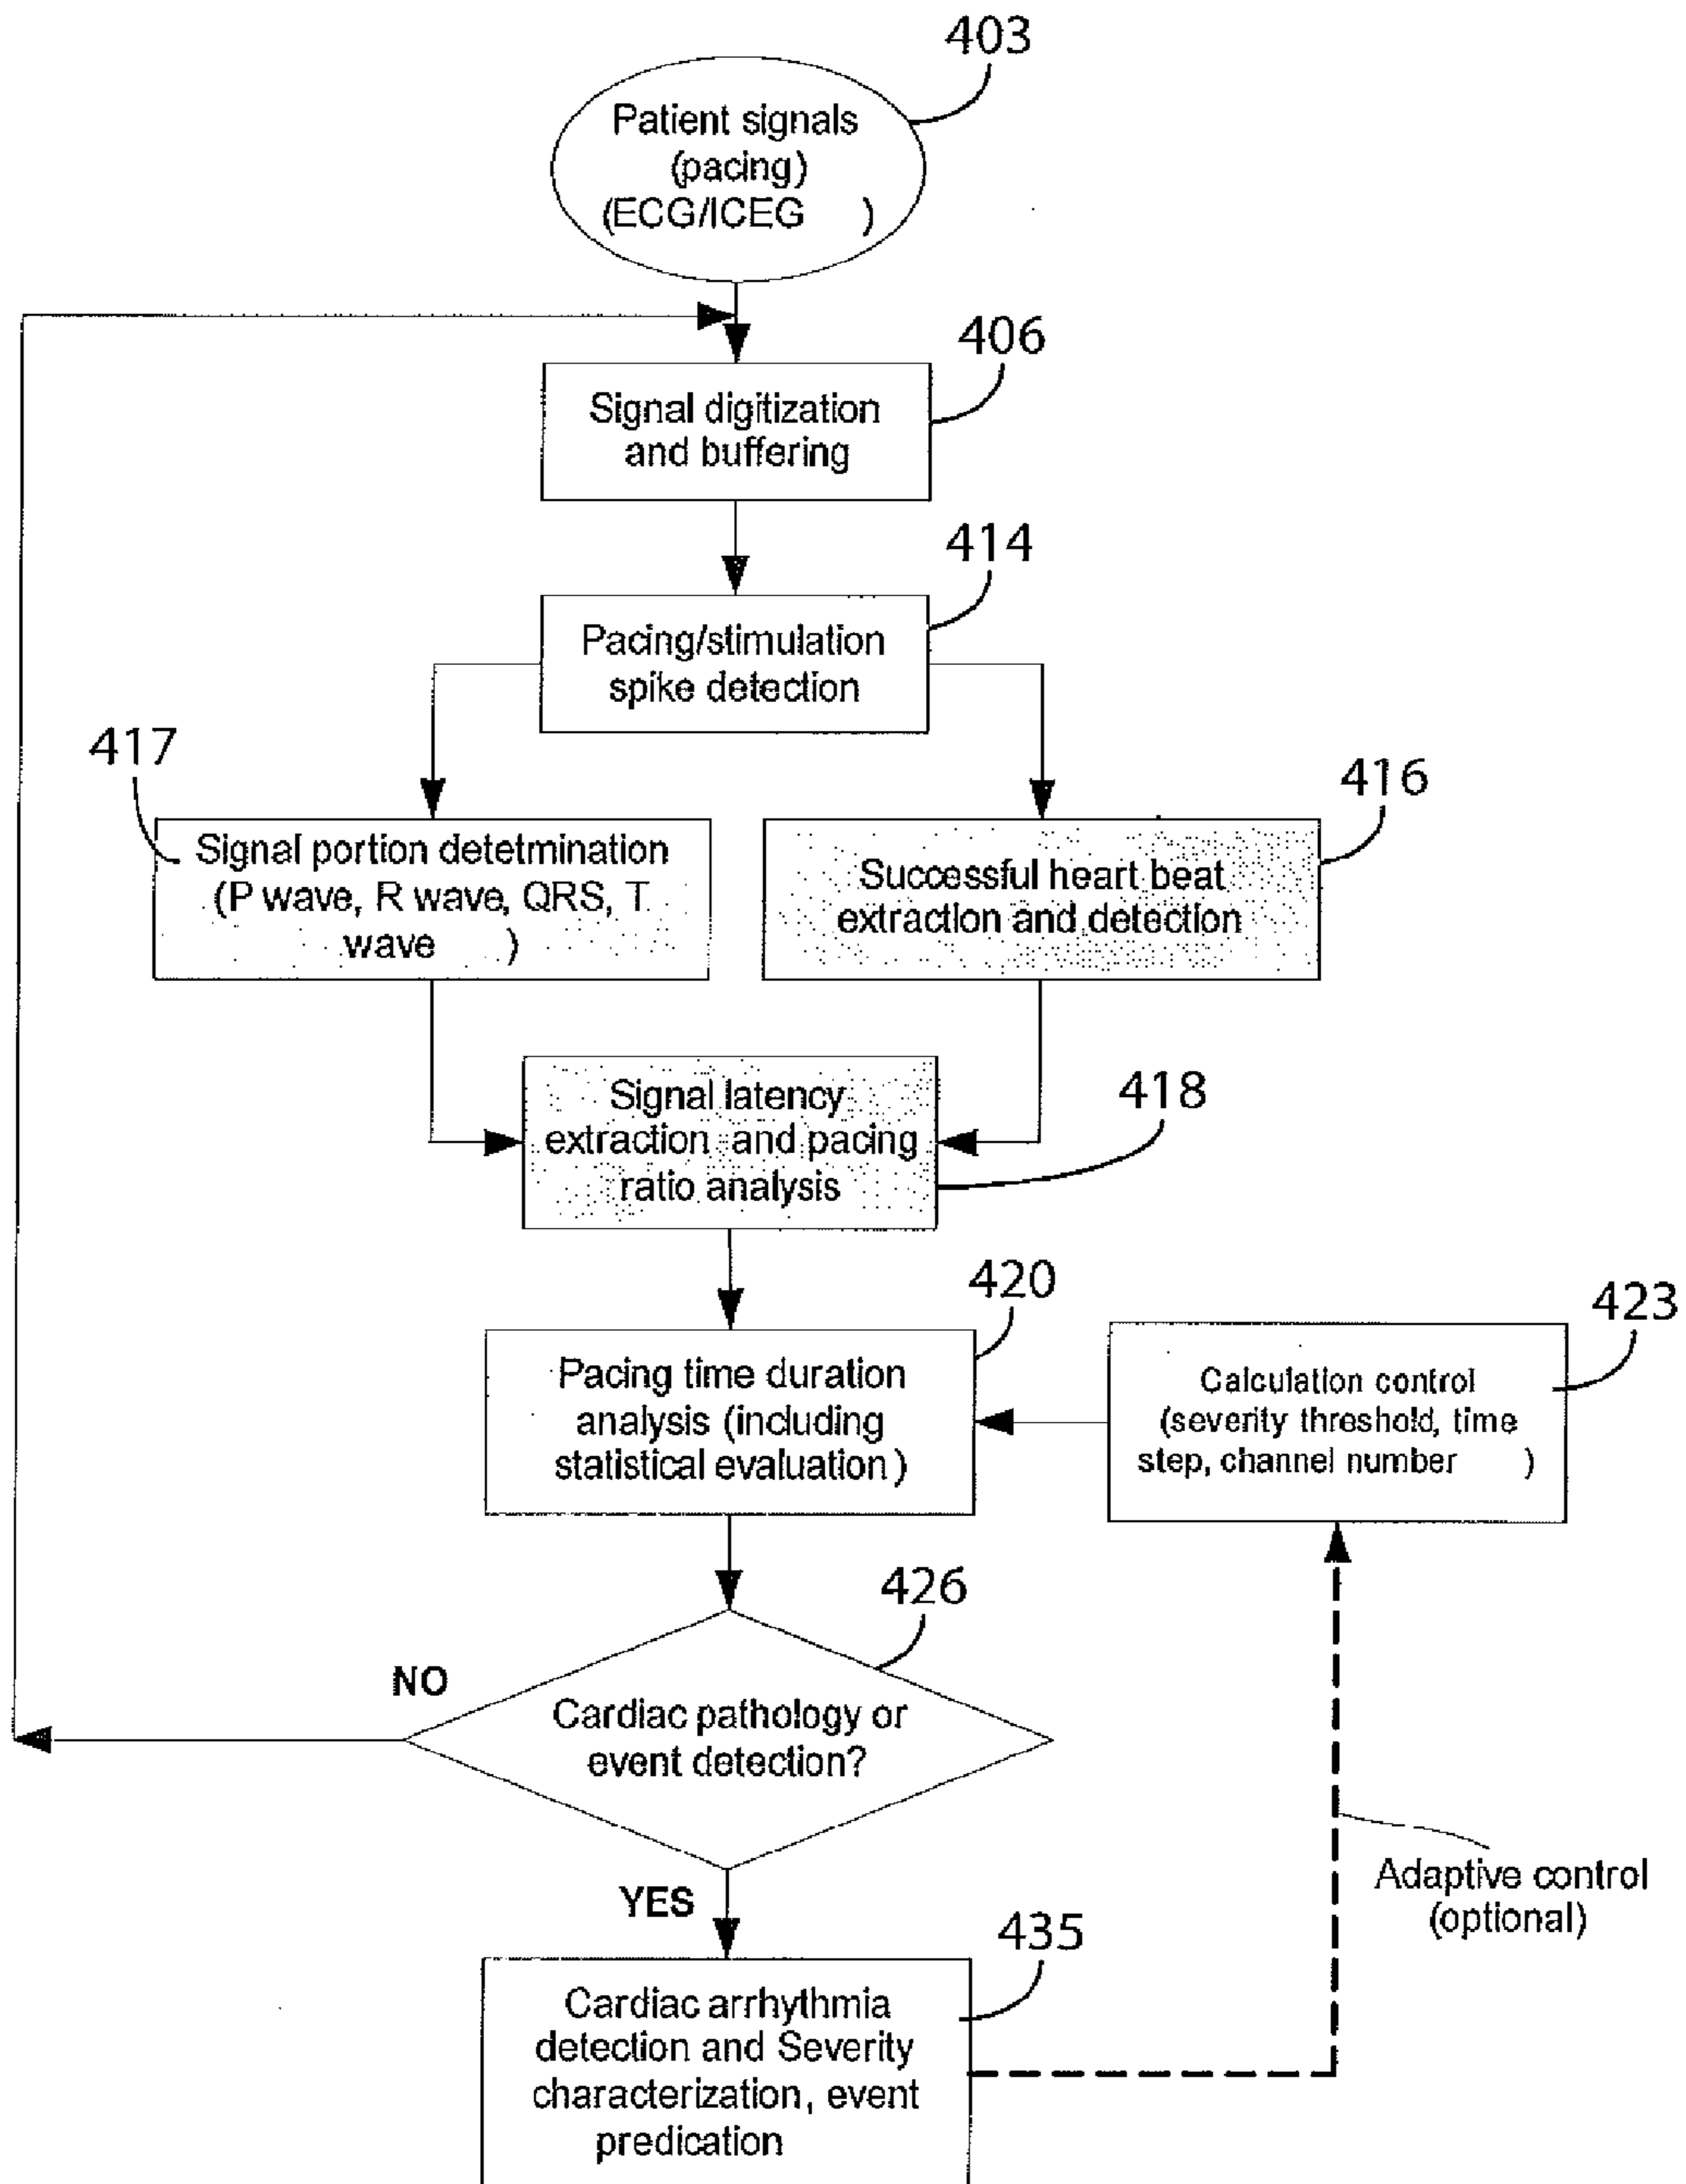 403
Patient signals
(pacing)
(ECG/ICEG )
406
Signal digitization
and buffering
414
Pacing/stimulation
spike detection
417
Signal portion detetmination
(P wave, R wave, QRS, T
wave )
416
Successful heart beat
extraction and detection
Signal latency
extraction and pacing
ratio analysis
418
420
Pacing time duration
analysis (including
statistical evaluation)
423
Calculation control
(severity threshold, time
step, channel number )
426
NO
Cardiac pathology or
event detection?
YES
Adaptive control
(optional)
435
Cardiac arrhythmia
detection and Severity
characterization, event
predication